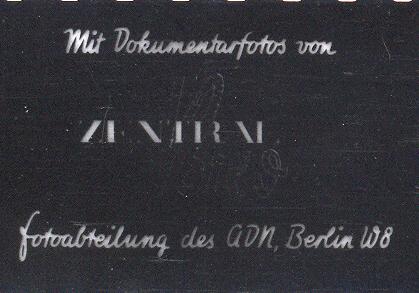 Mit Dokumentarfotos von
ZENTRAL
fotoabteilung des ADN, Berlin W8